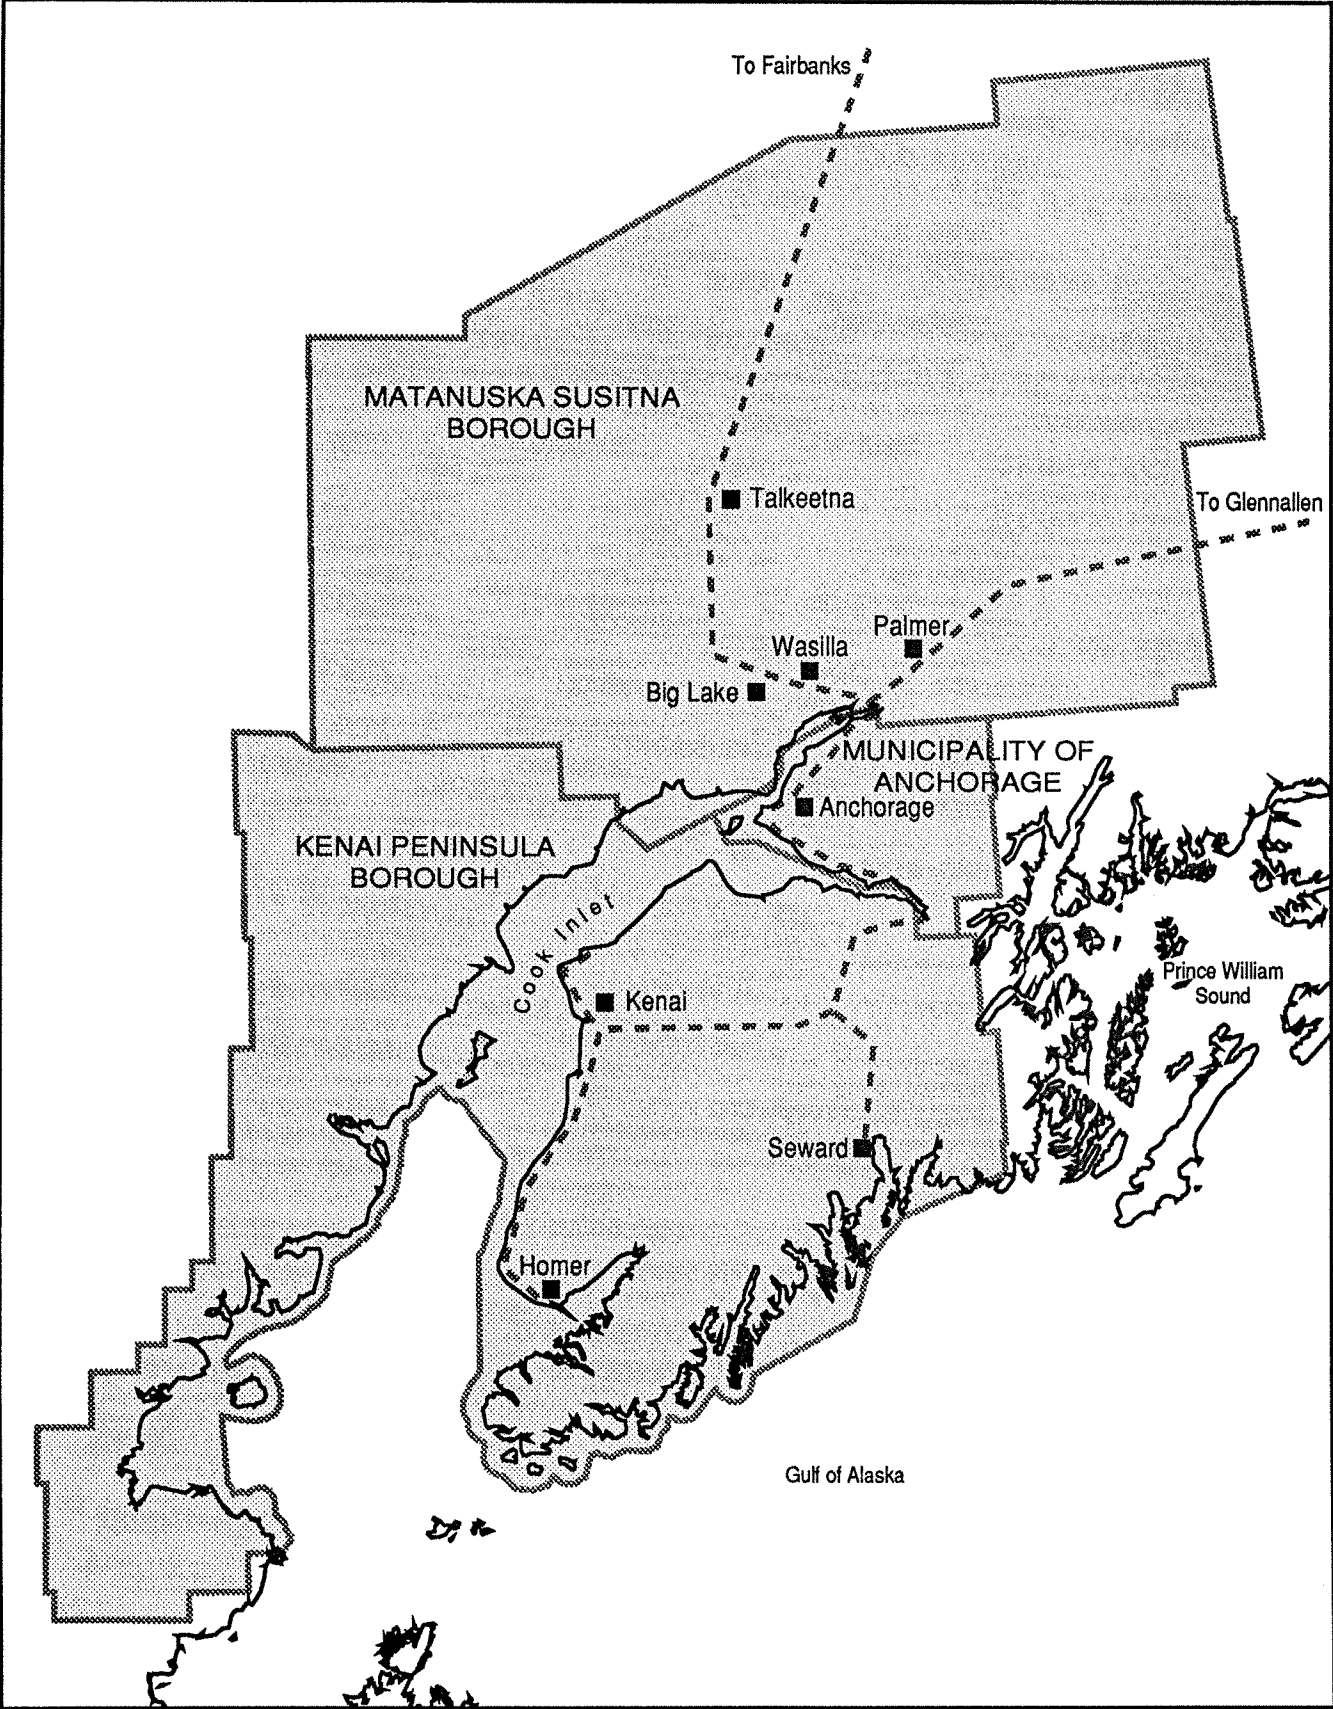 To Fairbanks
MATANUSKA SUSITNA
BOROUGH
Talkeetna
To Glennallen
Palmer
Wasilla
Big Lake
MUNICIPALITY OF
ANCHORAGE
Anchorage
KENAI PENINSULA
BOROUGH
Cook Inlet
Prince William
Sound
Kenai
Seward
Homer
Gulf of Alaska